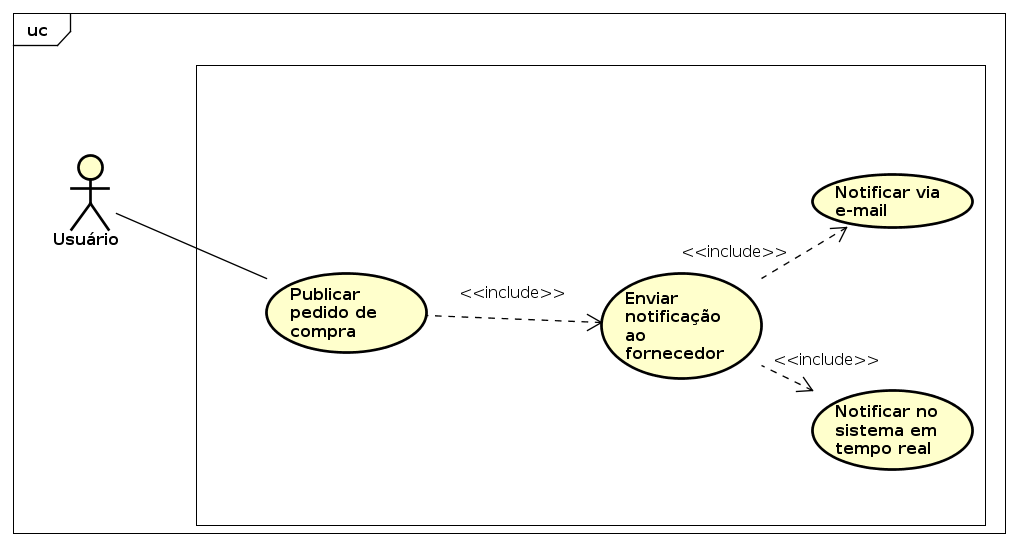 uc
Usuário
Publicar
pedido de
compra
<<include>>
Enviar
notificação
ao
fornecedor
<<include>>
Notificar via
e-mail
<<include>>
Notificar no
sistema em
tempo real